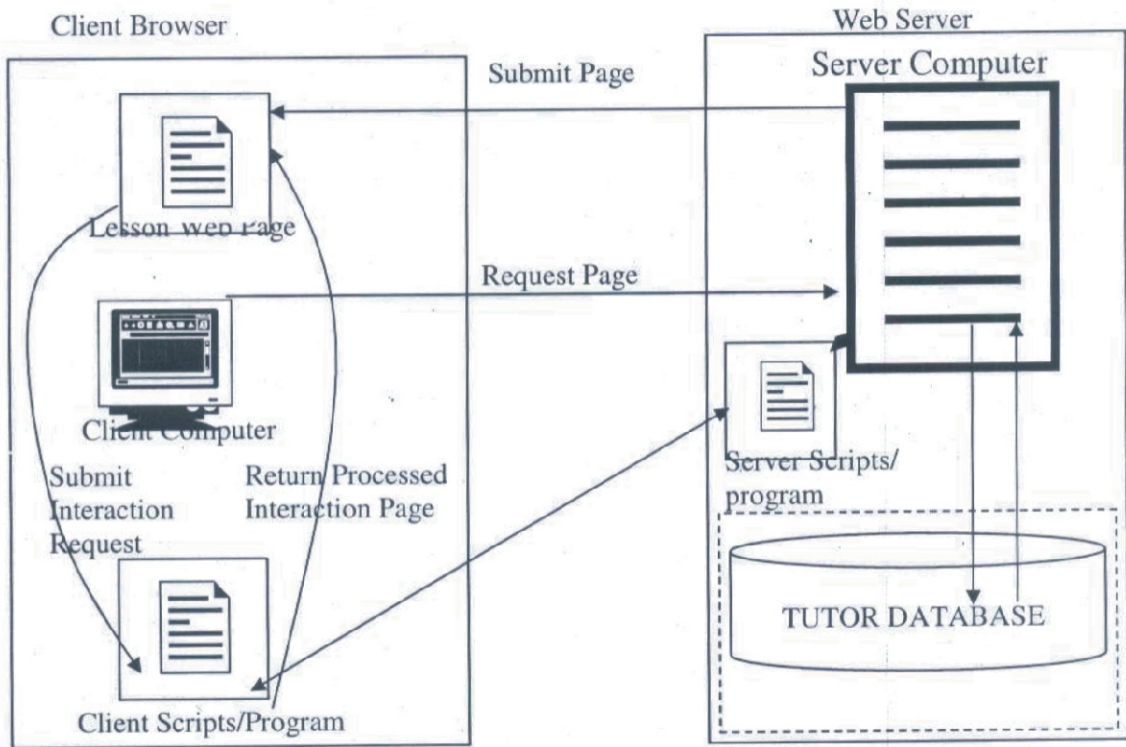 Client Browser
Web Server
Submit Page
Server Computer
Lesson Web Page
Request Page
Client Computer
Submit
Interaction
Request
Return Processed
Interaction Page
Server Scripts/
program
TUTOR DATABASE
Client Scripts/Program